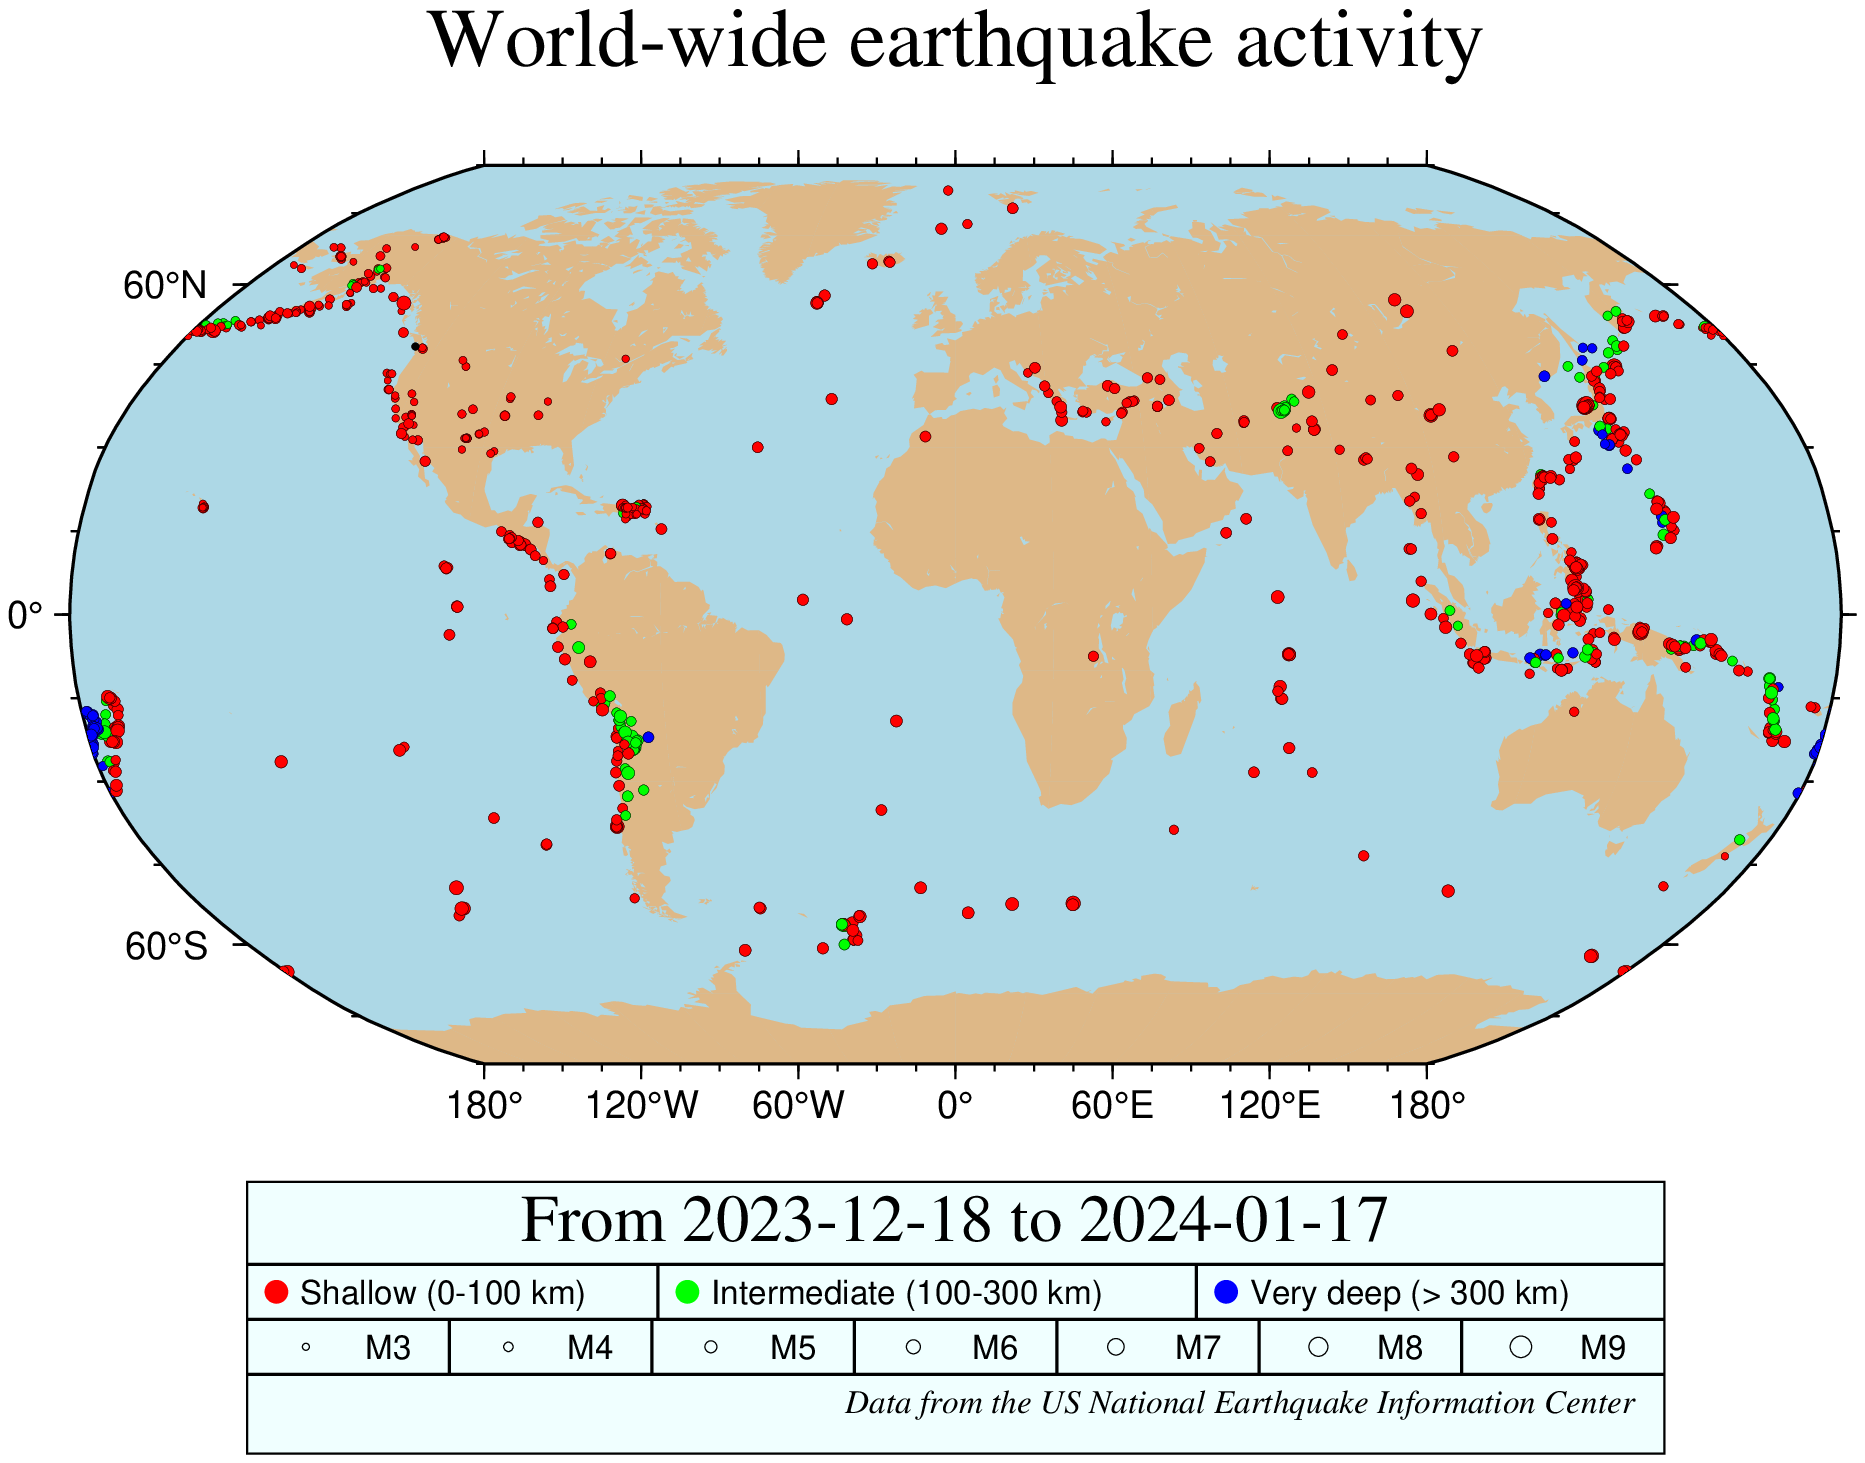 World-wide earthquake activity
60°N
0°
60°S
180° 120°W 60°W 0° 60°E 120°E 180°
From 2023-12-18 to 2024-01-17
Shallow (0-100 km) Intermediate (100-300 km) Very deep (> 300 km)
M3 M4 M5 M6 M7 M8 M9
Data from the US National Earthquake Information Center